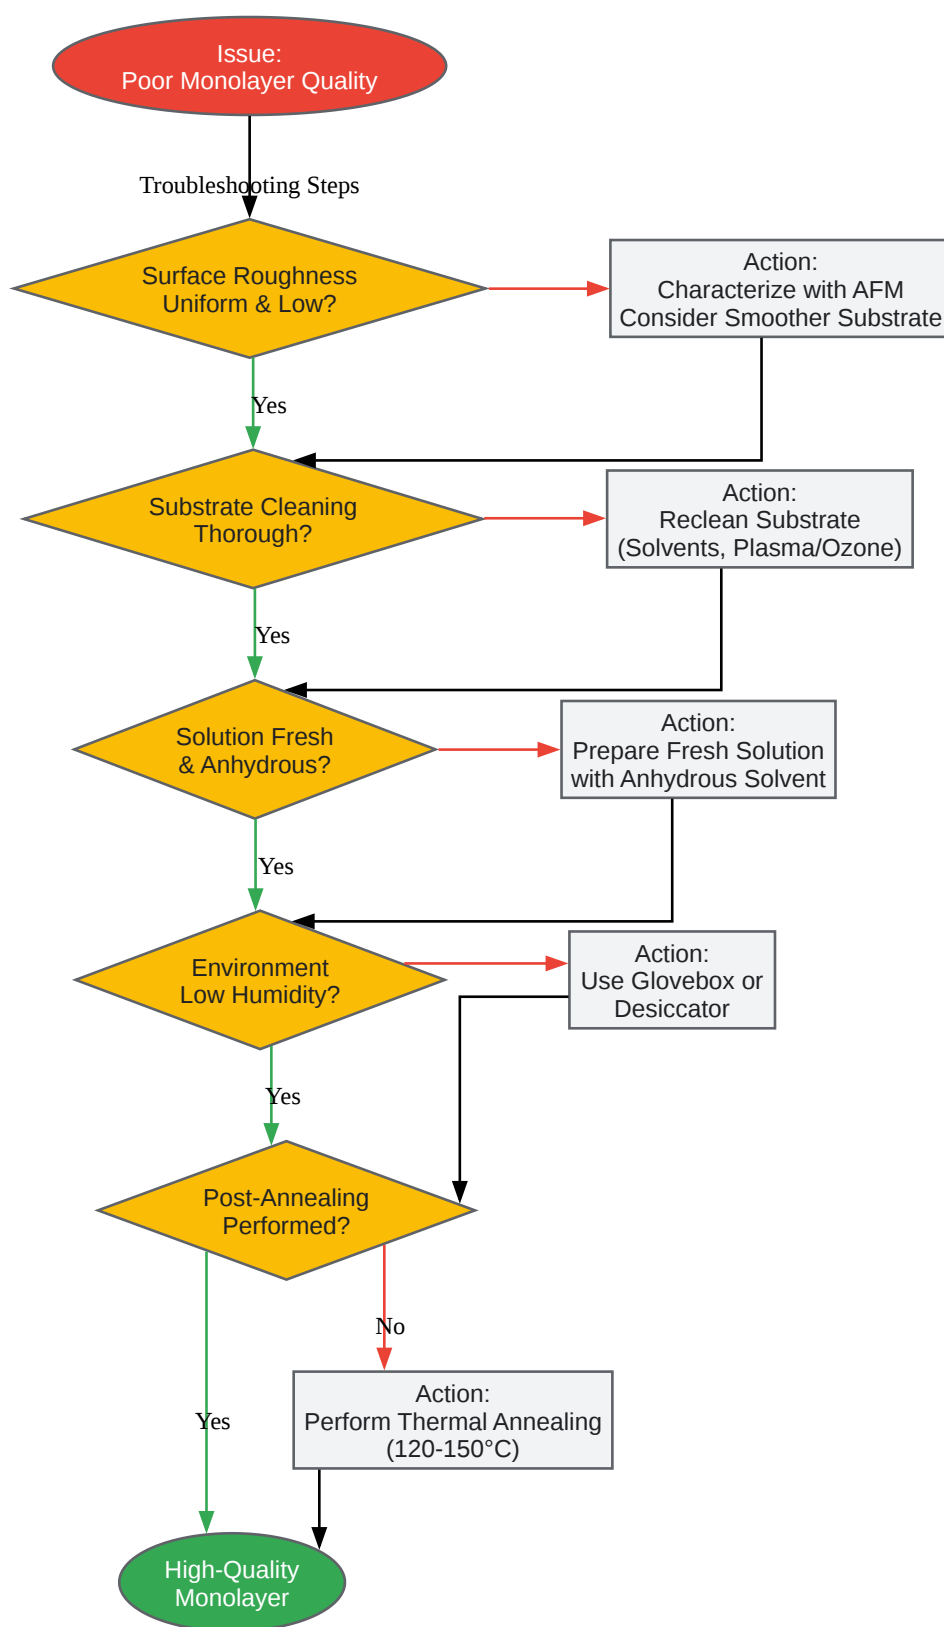 Issue:
Poor Monolayer Quality
Troubleshooting Steps
Surface Roughness
Uniform & Low?
Action:
Characterize with AFM
Consider Smoother Substrate
Yes
Substrate Cleaning
Thorough?
Action:
Reclean Substrate
(Solvents, Plasma/Ozone)
Yes
Solution Fresh
& Anhydrous?
Action:
Prepare Fresh Solution
with Anhydrous Solvent
Yes
Environment
Low Humidity?
Action:
Use Glovebox or
Desiccator
Yes
Post-Annealing
Performed?
No
Action:
Perform Thermal Annealing
(120-150°C)
Yes
High-Quality
Monolayer